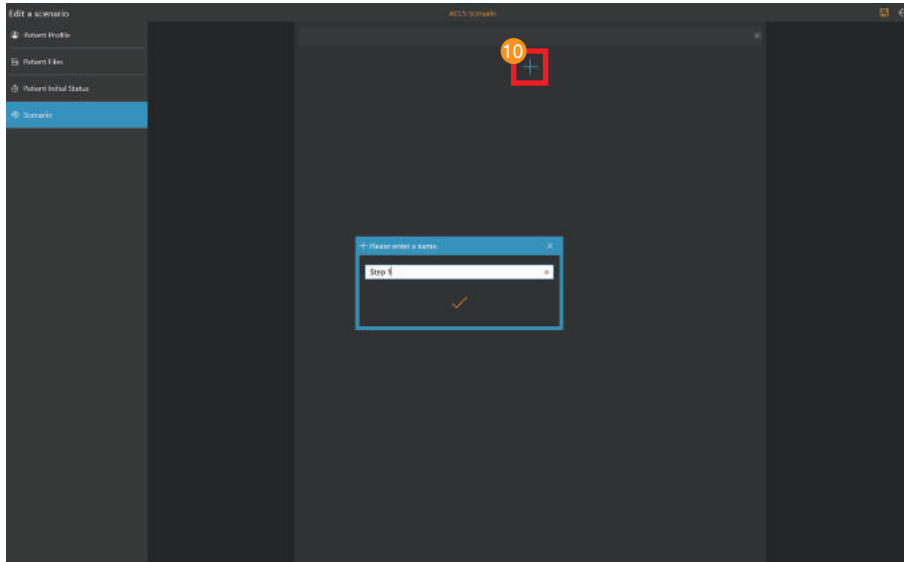 Edit a scenario
ACLS Scenario
Patient Profile
10
Patient Files
Patient Initial Status
Scenario
Please enter a name.
Step 1